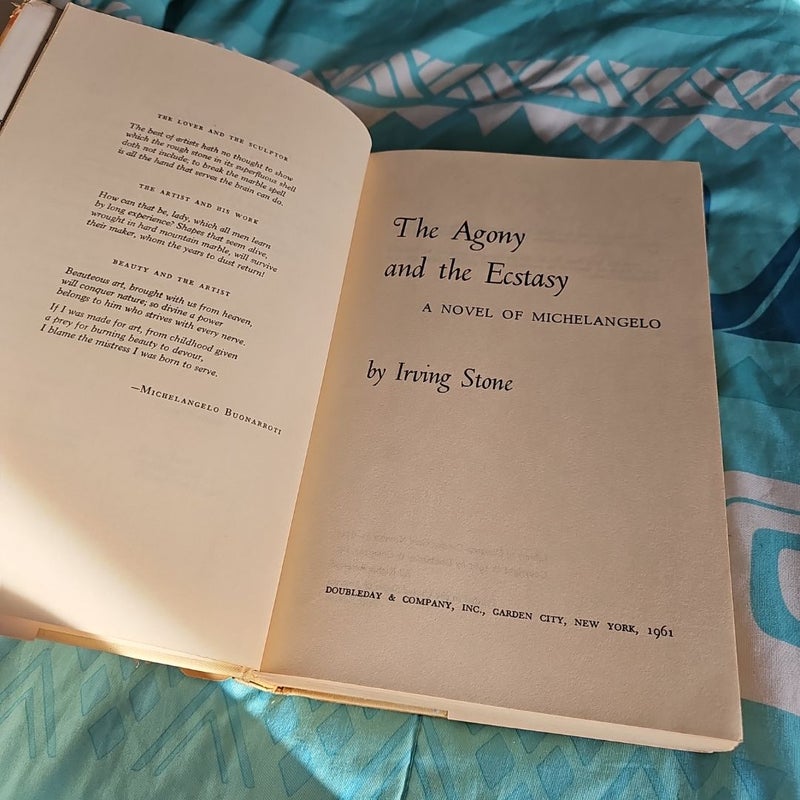 THE LOVER AND THE SCULPTOR
The best of artists hath no thought to show
which the rough stone in its superfluous shell
doth not include; to break the marble spell
is all the hand that serves the brain can do.
THE ARTIST AND HIS WORK
How can that be, lady, which all men learn
by long experience? Shapes that seem alive,
wrought in hard mountain marble, will survive
their maker, whom the years to dust return!
BEAUTY AND THE ARTIST
Beauteous art, brought with us from heaven,
will conquer nature; so divine a power
belongs to him who strives with every nerve.
If I was made for art, from childhood given
a prey for burning beauty to devour,
I blame the mistress I was born to serve.
—MICHELANGELO BUONARROTI
The Agony
and the Ecstasy
A NOVEL OF MICHELANGELO
by Irving Stone
DOUBLEDAY & COMPANY, INC., GARDEN CITY, NEW YORK, 1961